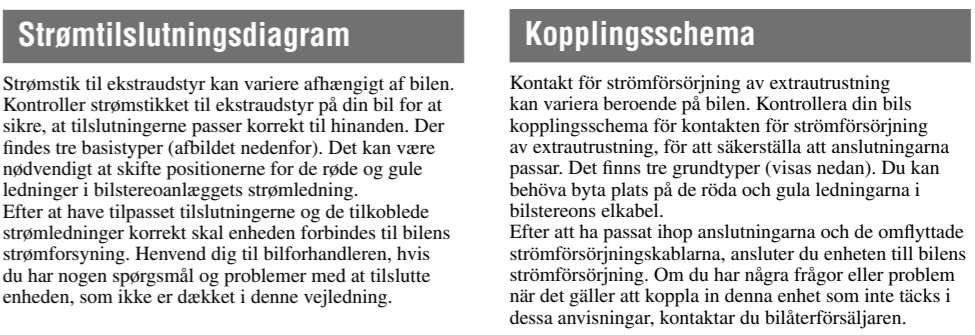 Strømtilslutningsdiagram
Strømstik til ekstraudstyr kan variere afhængigt af bilen.
Kontroller strømstikket til ekstraudstyr på din bil for at
sikre, at tilslutningerne passer korrekt til hinanden. Der
findes tre basistyper (afbildet nedenfor). Det kan være
nødvendigt at skifte positionerne for de røde og gule
ledninger i bilstereoanlæggets strømledning.
Efter at have tilpasset tilslutningerne og de tilkoblede
strømledninger korrekt skal enheden forbindes til bilens
strømforsyning. Henvend dig til bilforhandleren, hvis
du har nogen spørgsmål og problemer med at tilslutte
enheden, som ikke er dækket i denne vejledning.
Kopplingsschema
Kontakt för strömförsörjning av extrautrustning
kan variera beroende på bilen. Kontrollera din bils
kopplingsschema för kontakten för strömförsörjning
av extrautrustning, för att säkerställa att anslutningarna
passar. Det finns tre grundtyper (visas nedan). Du kan
behöva byta plats på de röda och gula ledningarna i
bilstereons elkabel.
Efter att ha passat ihop anslutningarna och de omflyttade
strömförsörjningskablarna, ansluter du enheten till bilens
strömförsörjning. Om du har några frågor eller problem
när det gäller att koppla in denna enhet som inte täcks i
dessa anvisningar, kontaktar du bilåterförsäljaren.